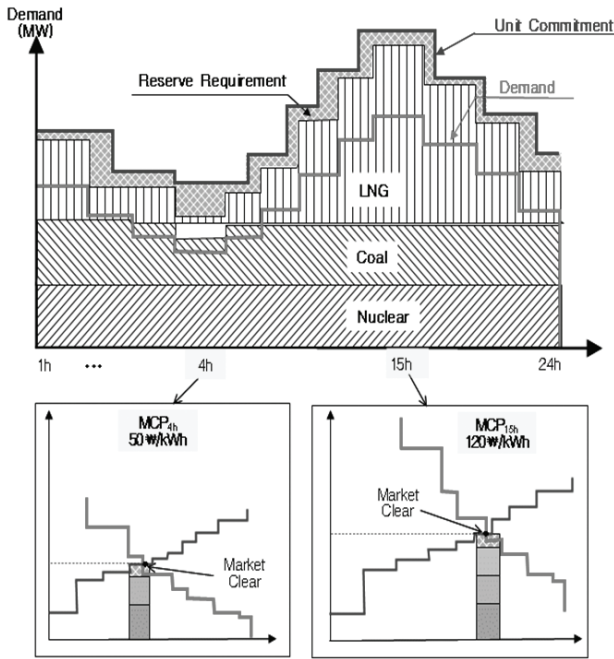 Demand
(MW)
Unit Commitment
Reserve Requirement
Demand
LNG
Coal
Nuclear
1h ... 4h 15h 24h
MCP4h
50₩/kWh
Market
Clear
MCP15h
120₩/kWh
Market
Clear